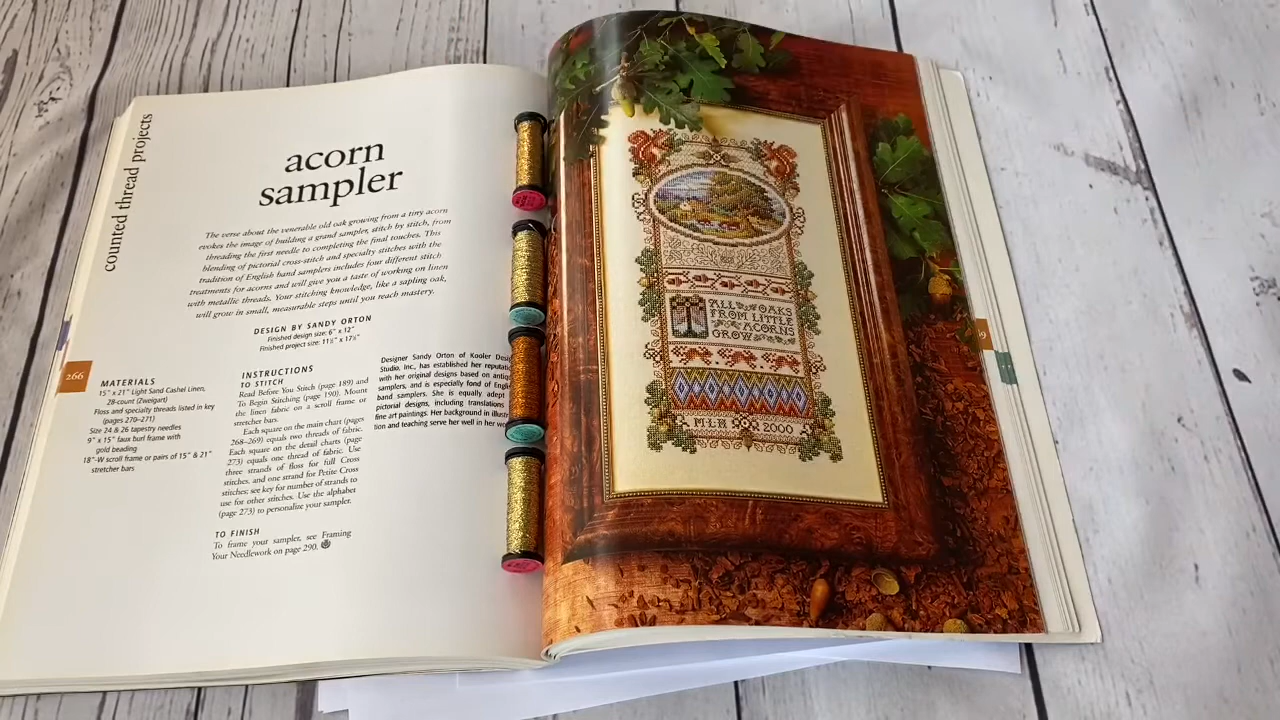 counted thread projects
acorn
sampler
The verse about the venerable old oak growing from a tiny acorn
evokes the image of building a grand sampler, stitch by stitch, from
threading the first needle to completing the final touches. This
blending of pictorial cross-stitch and specialty stitches with the
tradition of English band samplers includes four different stitch
treatments for acorns and will give you a taste of working on linen
with metallic threads. Your stitching knowledge, like a sapling oak,
will grow in small, measurable steps until you reach mastery.
DESIGN BY SANDY ORTON
Finished design size: 6" x 12"
Finished project size: 11½" x 17½"
266
MATERIALS
15" x 21" Light Sand Cashel Linen,
28-count (Zweigart)
Floss and specialty threads listed in key
(pages 270–271)
Size 24 & 26 tapestry needles
9" x 15" faux burl frame with
gold beading
18"-W scroll frame or pairs of 15" & 21"
stretcher bars
INSTRUCTIONS
TO STITCH
Read Before You Stitch (page 189) and
To Begin Stitching (page 190). Mount
the linen fabric on a scroll frame or
stretcher bars.
Each square on the main chart (pages
268–269) equals two threads of fabric.
Each square on the detail charts (page
273) equals one thread of fabric. Use
three strands of floss for full Cross
stitches, and one strand for Petite Cross
stitches; see key for number of strands to
use for other stitches. Use the alphabet
(page 273) to personalize your sampler.
TO FINISH
To frame your sampler, see Framing
Your Needlework on page 290.
Designer Sandy Orton of Kooler
Studio, Inc., has established her
with her original designs based on
samplers, and is especially fond of
band samplers. She is equally adept
pictorial designs, including translations
fine art paintings. Her background in
tion and teaching serve her well in her
ALL OAKS
FROM LITTLE
ACORNS
GROW
2000